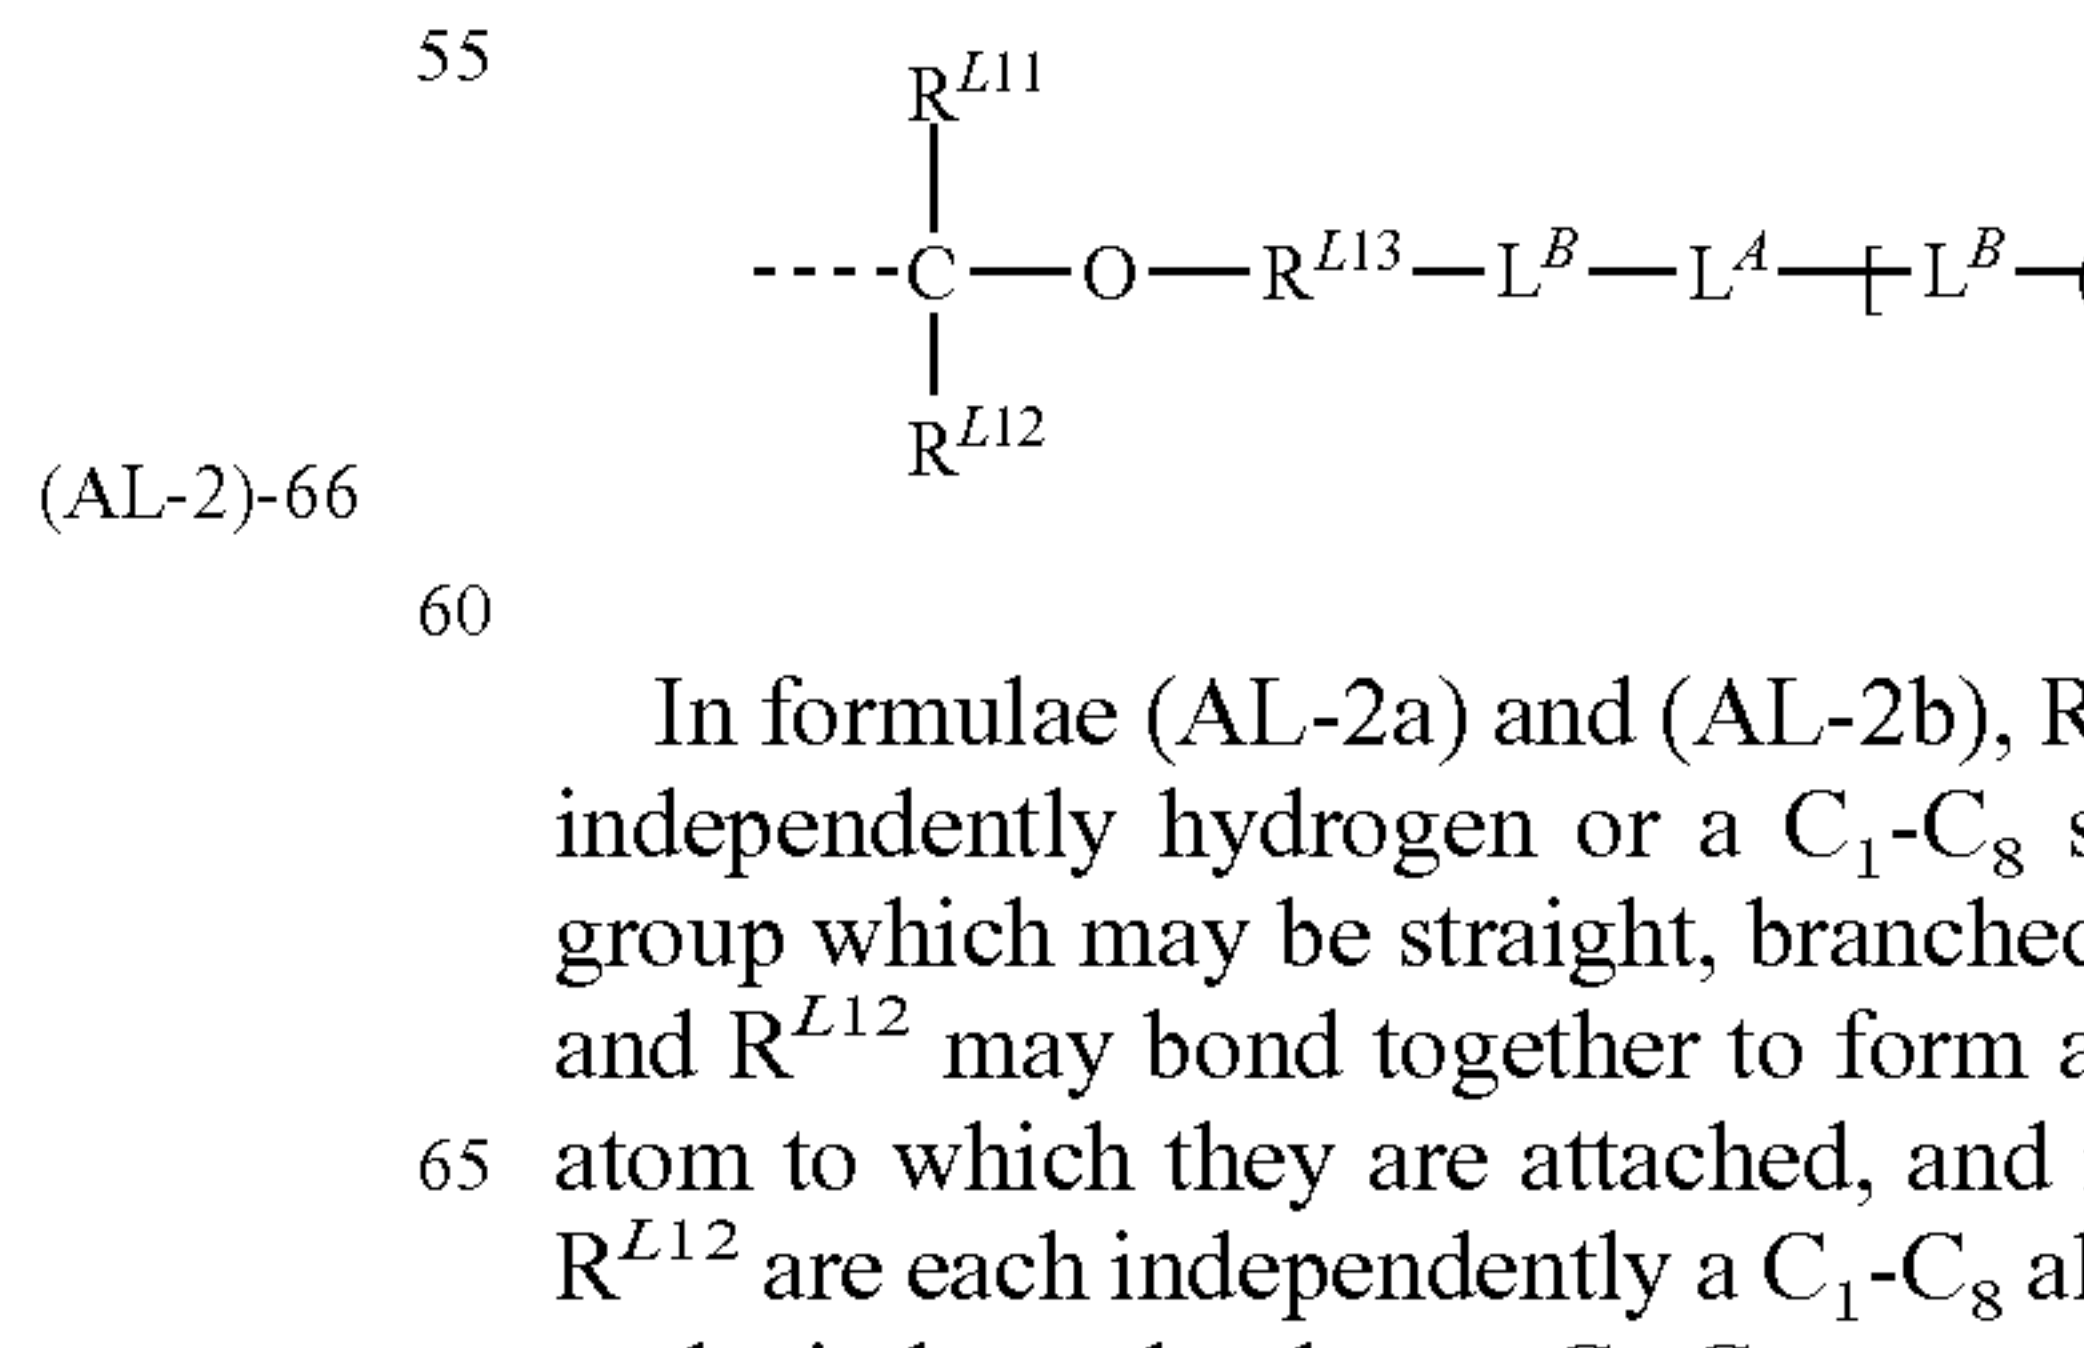 55
R^L11
----C—O—R^L13—L^B—L^A—[L^B—(
R^L12
(AL-2)-66
60
In formulae (AL-2a) and (AL-2b), R
independently hydrogen or a C₁-C₈ s
group which may be straight, branched
and R^L12 may bond together to form a
65 atom to which they are attached, and
R^L12 are each independently a C₁-C₈ al